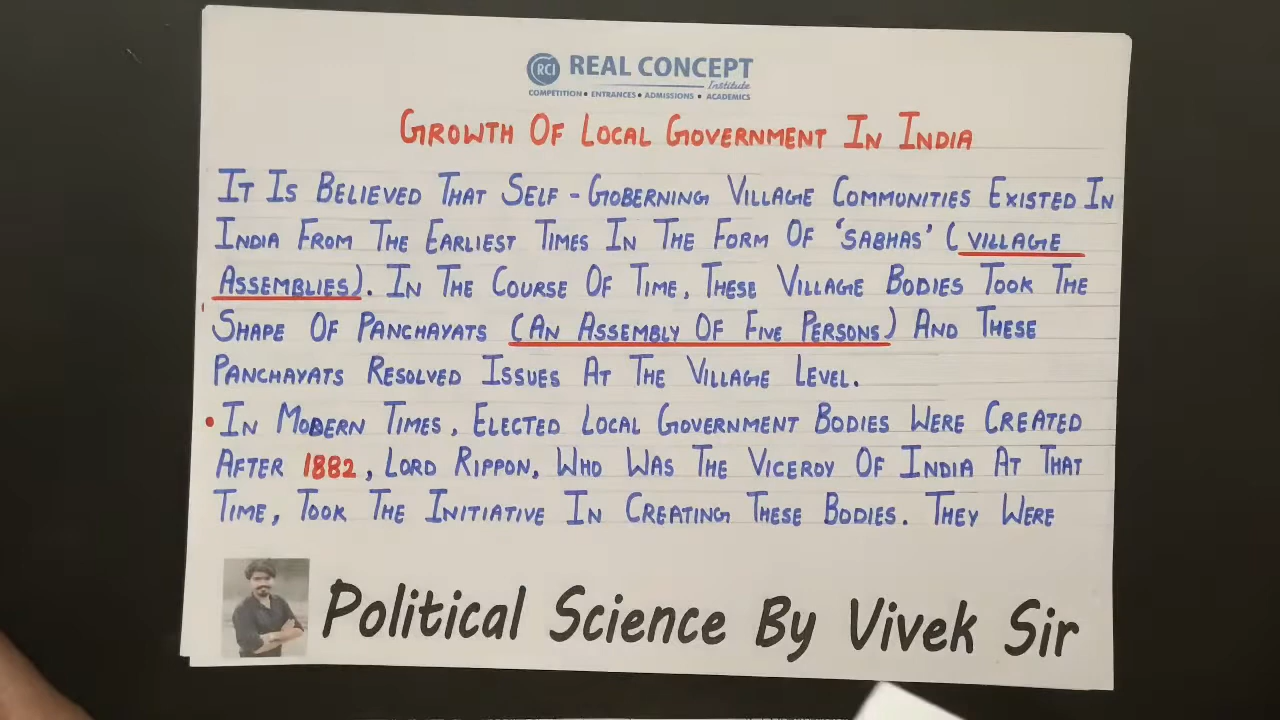 RCI REAL CONCEPT
Institute
COMPETITION • ENTRANCES • ADMISSIONS • ACADEMICS
GROWTH OF LOCAL GOVERNMENT IN INDIA
IT IS BELIEVED THAT SELF-GOBERNING VILLAGE COMMUNITIES EXISTED IN
INDIA FROM THE EARLIEST TIMES IN THE FORM OF 'SABHAS' (VILLAGE
ASSEMBLIES). IN THE COURSE OF TIME, THESE VILLAGE BODIES TOOK THE
SHAPE OF PANCHAYATS (AN ASSEMBLY OF FIVE PERSONS) AND THESE
PANCHAYATS RESOLVED ISSUES AT THE VILLAGE LEVEL.
• IN MODERN TIMES, ELECTED LOCAL GOVERNMENT BODIES WERE CREATED
AFTER 1882, LORD RIPPON, WHO WAS THE VICEROY OF INDIA AT THAT
TIME, TOOK THE INITIATIVE IN CREATING THESE BODIES. THEY WERE
Political Science By Vivek Sir